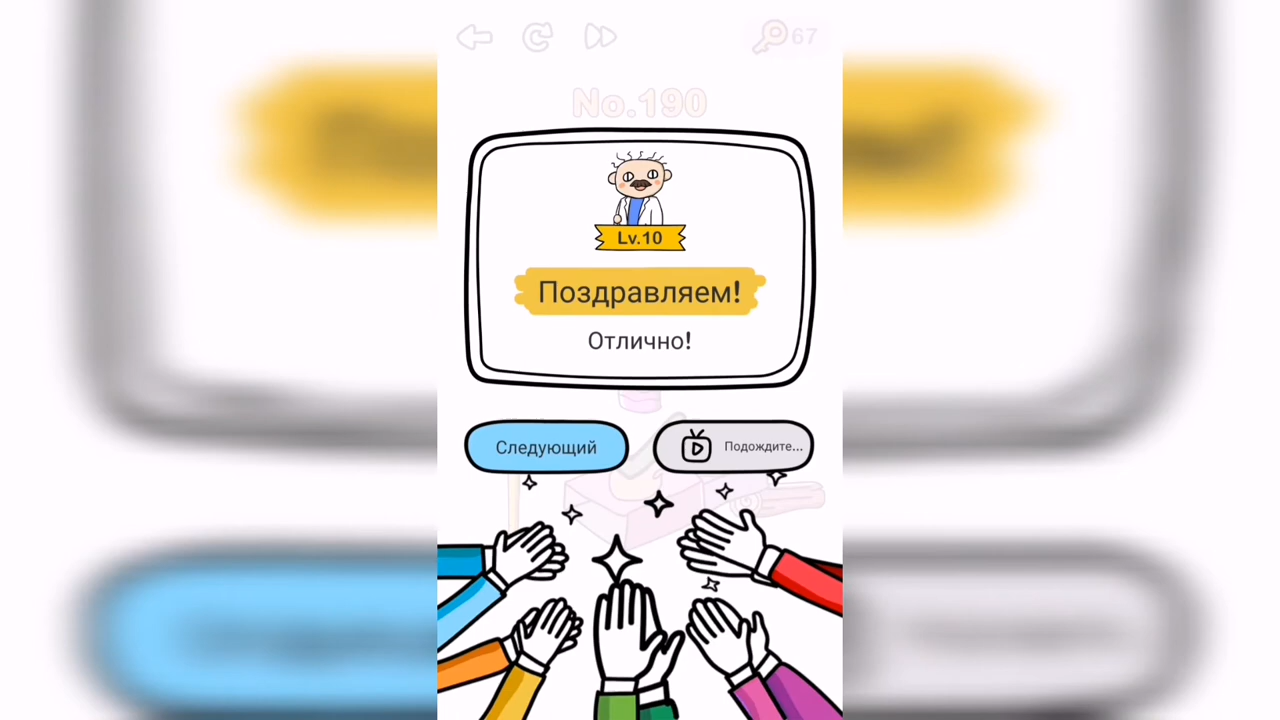 67
No.190
Lv.10
Поздравляем!
Отлично!
Следующий
Подождите...